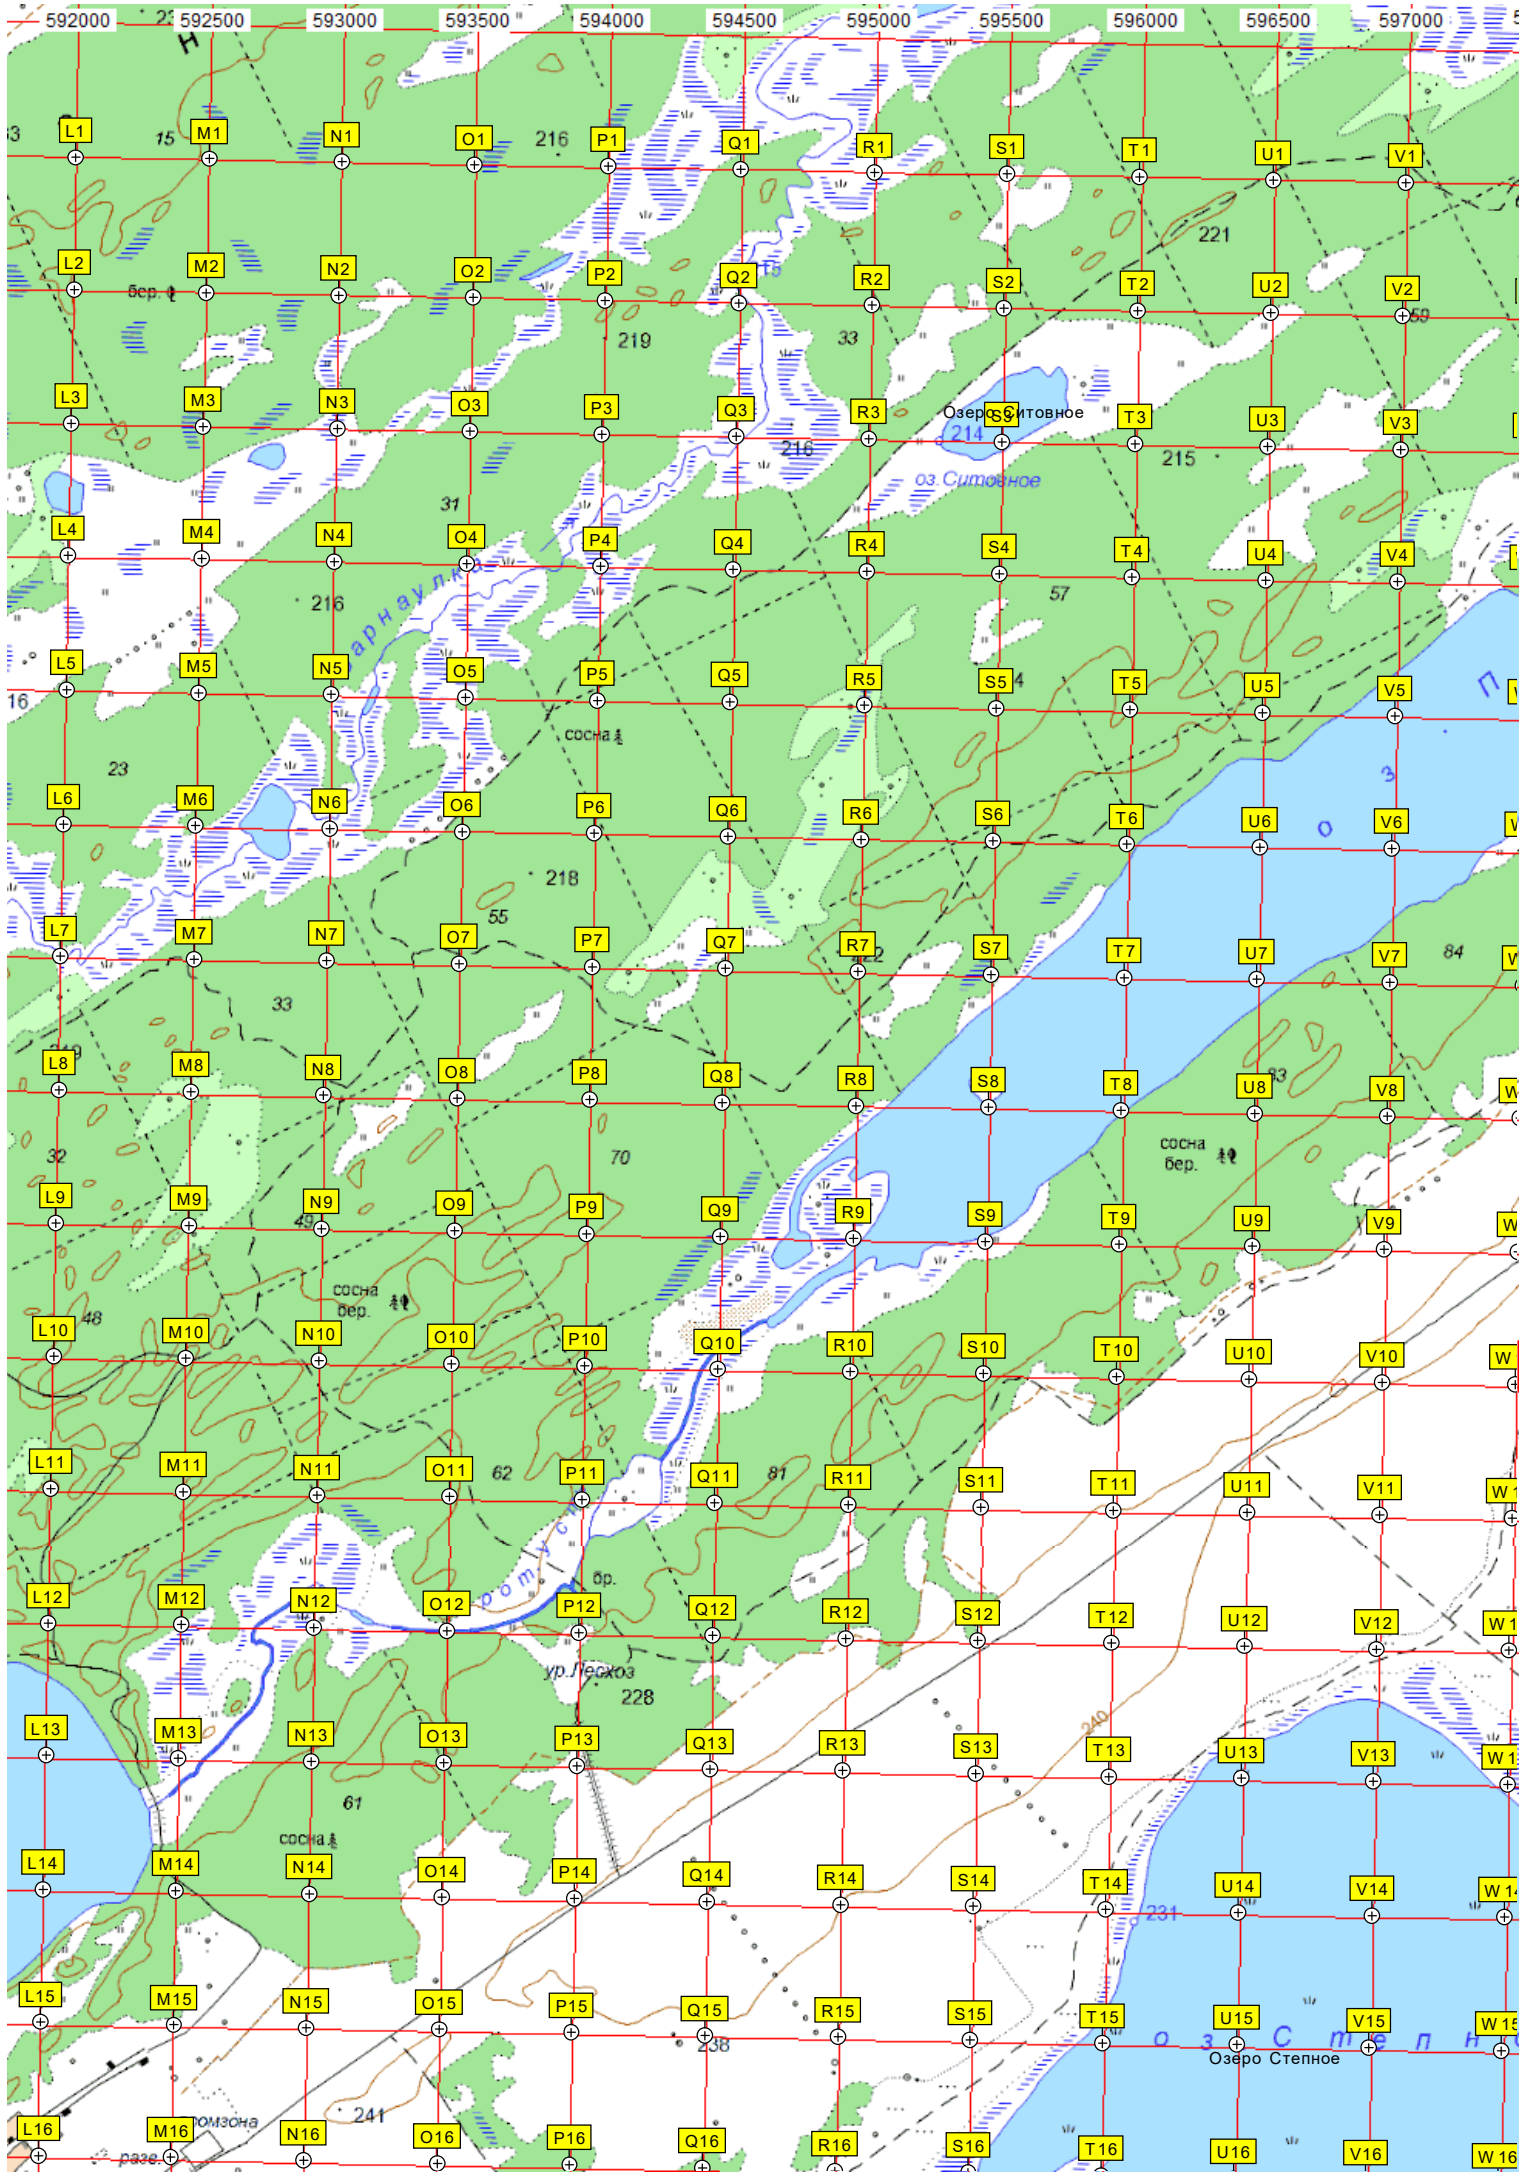 592000 592500 593000 593500 594000 594500 595000 595500 596000 596500 597000
L1 M1 N1 O1 P1 Q1 R1 S1 T1 U1 V1
15 216
221
L2 M2 N2 O2 P2 Q2 R2 S2 T2 U2 V2
бер.
219 33 59
L3 M3 N3 O3 P3 Q3 R3 T3 U3 V3
Озеро Ситовное
214 216 215
оз. Ситовное
31
L4 M4 N4 O4 P4 Q4 R4 S4 T4 U4 V4
216 57
арнаулка
L5 M5 N5 O5 P5 Q5 R5 S5 T5 U5 V5
16
сосна
23
L6 M6 N6 O6 P6 Q6 R6 S6 T6 U6 V6
218
55
L7 M7 N7 O7 P7 Q7 R7 S7 T7 U7 V7
84
33
L8 M8 N8 O8 P8 Q8 R8 S8 T8 U8 V8
83
32 70
сосна
бер.
L9 M9 N9 O9 P9 Q9 R9 S9 T9 U9 V9
49
сосна
бер.
48
L10 M10 N10 O10 P10 Q10 R10 S10 T10 U10 V10
L11 M11 N11 O11 P11 Q11 R11 S11 T11 U11 V11
62 81
бр.
L12 M12 N12 O12 P12 Q12 R12 S12 T12 U12 V12
ур.Лесхоз
228
240
L13 M13 N13 O13 P13 Q13 R13 S13 T13 U13 V13
61
сосна
L14 M14 N14 O14 P14 Q14 R14 S14 T14 U14 V14
231
L15 M15 N15 O15 P15 Q15 R15 S15 T15 U15 V15 W15
оз Степн
238
Озеро Степное
241
L16 M16 N16 O16 P16 Q16 R16 S16 T16 U16 V16 W16
разв.